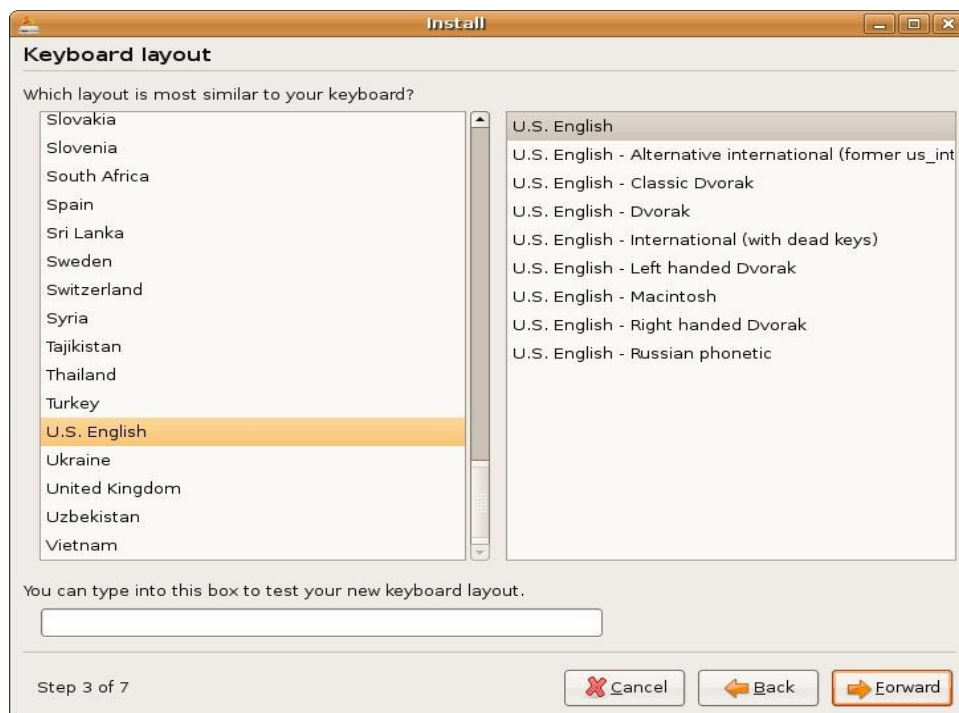 Install
Keyboard layout
Which layout is most similar to your keyboard?
Slovakia
Slovenia
South Africa
Spain
Sri Lanka
Sweden
Switzerland
Syria
Tajikistan
Thailand
Turkey
U.S. English
Ukraine
United Kingdom
Uzbekistan
Vietnam
U.S. English
U.S. English - Alternative international (former us_int
U.S. English - Classic Dvorak
U.S. English - Dvorak
U.S. English - International (with dead keys)
U.S. English - Left handed Dvorak
U.S. English - Macintosh
U.S. English - Right handed Dvorak
U.S. English - Russian phonetic
You can type into this box to test your new keyboard layout.
Step 3 of 7
Cancel
Back
Forward